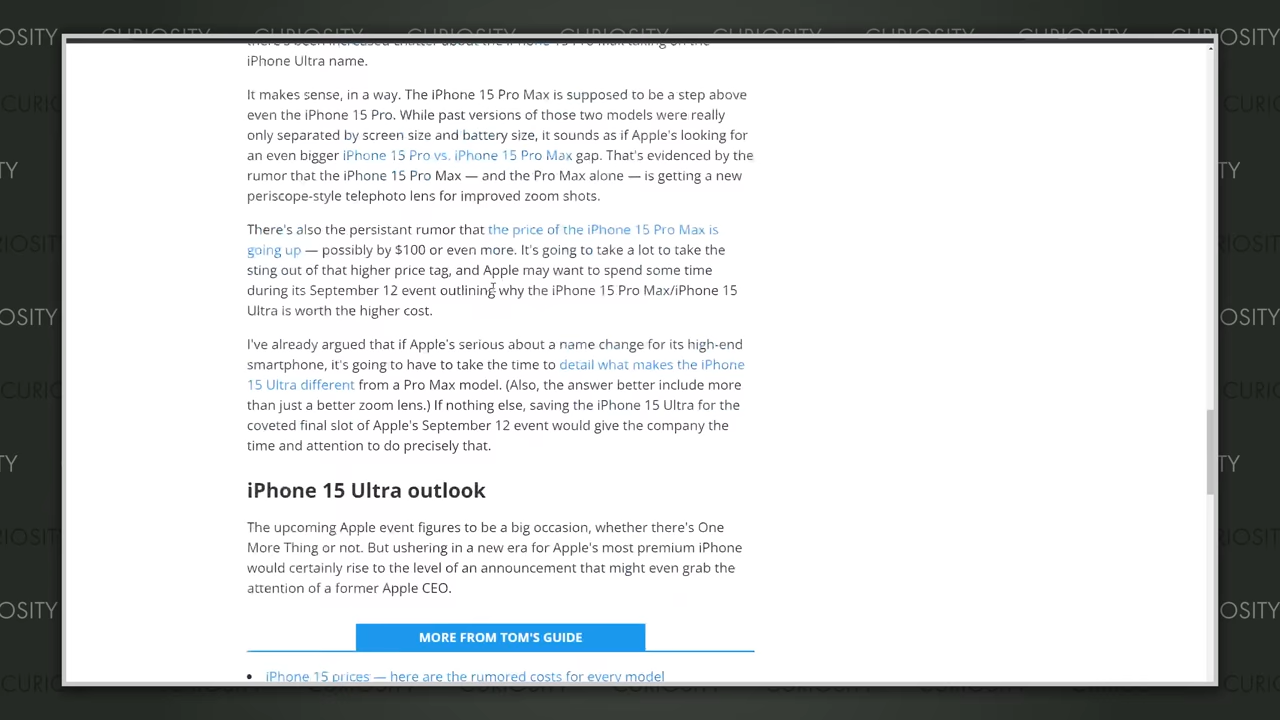 CURIOSITY CURIOSITY CURIOSITY CURIOSITY CURIOSITY CURIOSITY
iPhone Ultra name.
It makes sense, in a way. The iPhone 15 Pro Max is supposed to be a step above
even the iPhone 15 Pro. While past versions of those two models were really
only separated by screen size and battery size, it sounds as if Apple's looking for
an even bigger iPhone 15 Pro vs. iPhone 15 Pro Max gap. That's evidenced by the
rumor that the iPhone 15 Pro Max — and the Pro Max alone — is getting a new
periscope-style telephoto lens for improved zoom shots.
There's also the persistant rumor that the price of the iPhone 15 Pro Max is
going up — possibly by $100 or even more. It's going to take a lot to take the
sting out of that higher price tag, and Apple may want to spend some time
during its September 12 event outlining why the iPhone 15 Pro Max/iPhone 15
Ultra is worth the higher cost.
I've already argued that if Apple's serious about a name change for its high-end
smartphone, it's going to have to take the time to detail what makes the iPhone
15 Ultra different from a Pro Max model. (Also, the answer better include more
than just a better zoom lens.) If nothing else, saving the iPhone 15 Ultra for the
coveted final slot of Apple's September 12 event would give the company the
time and attention to do precisely that.
iPhone 15 Ultra outlook
The upcoming Apple event figures to be a big occasion, whether there's One
More Thing or not. But ushering in a new era for Apple's most premium iPhone
would certainly rise to the level of an announcement that might even grab the
attention of a former Apple CEO.
MORE FROM TOM'S GUIDE
• iPhone 15 prices — here are the rumored costs for every model